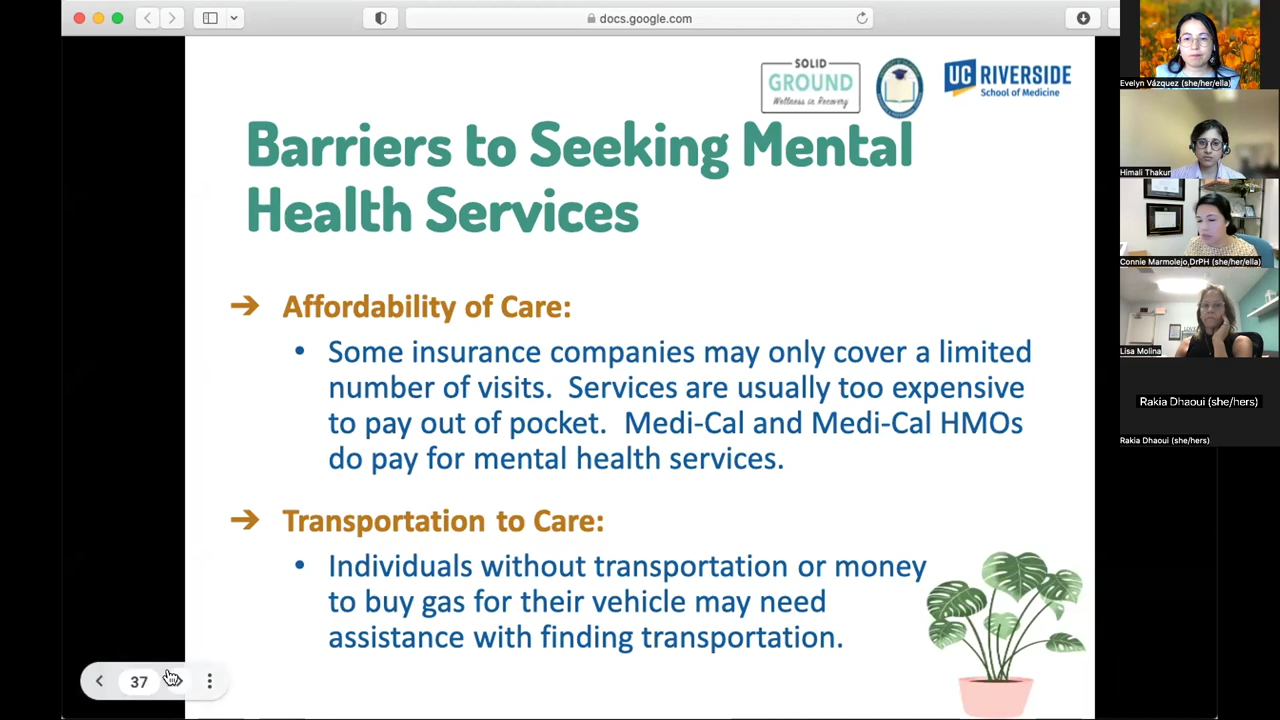 docs.google.com
SOLID
GROUND
Wellness in Recovery
UC RIVERSIDE
School of Medicine
Barriers to Seeking Mental
Health Services
➔ Affordability of Care:
• Some insurance companies may only cover a limited
number of visits.  Services are usually too expensive
to pay out of pocket.  Medi-Cal and Medi-Cal HMOs
do pay for mental health services.
➔ Transportation to Care:
• Individuals without transportation or money
to buy gas for their vehicle may need
assistance with finding transportation.
37
Evelyn Vázquez (she/her/ella)
Himali Thakur
Connie Marmolejo,DrPH (she/her/ella)
Lisa Molina
Rakia Dhaoui (she/hers)
Rakia Dhaoui (she/hers)